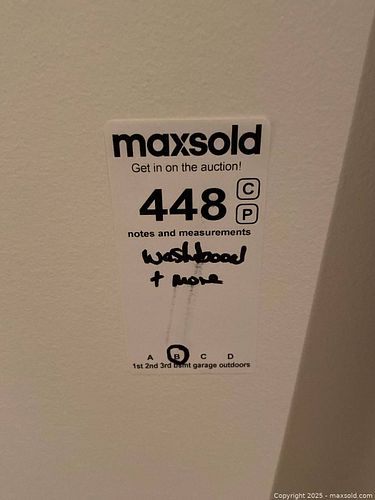 maxsold
Get in on the auction!
448
C
P
notes and measurements
washboard
+ more
A B C D
1st 2nd 3rd bsmt garage outdoors
Copyright 2025 - maxsold.com